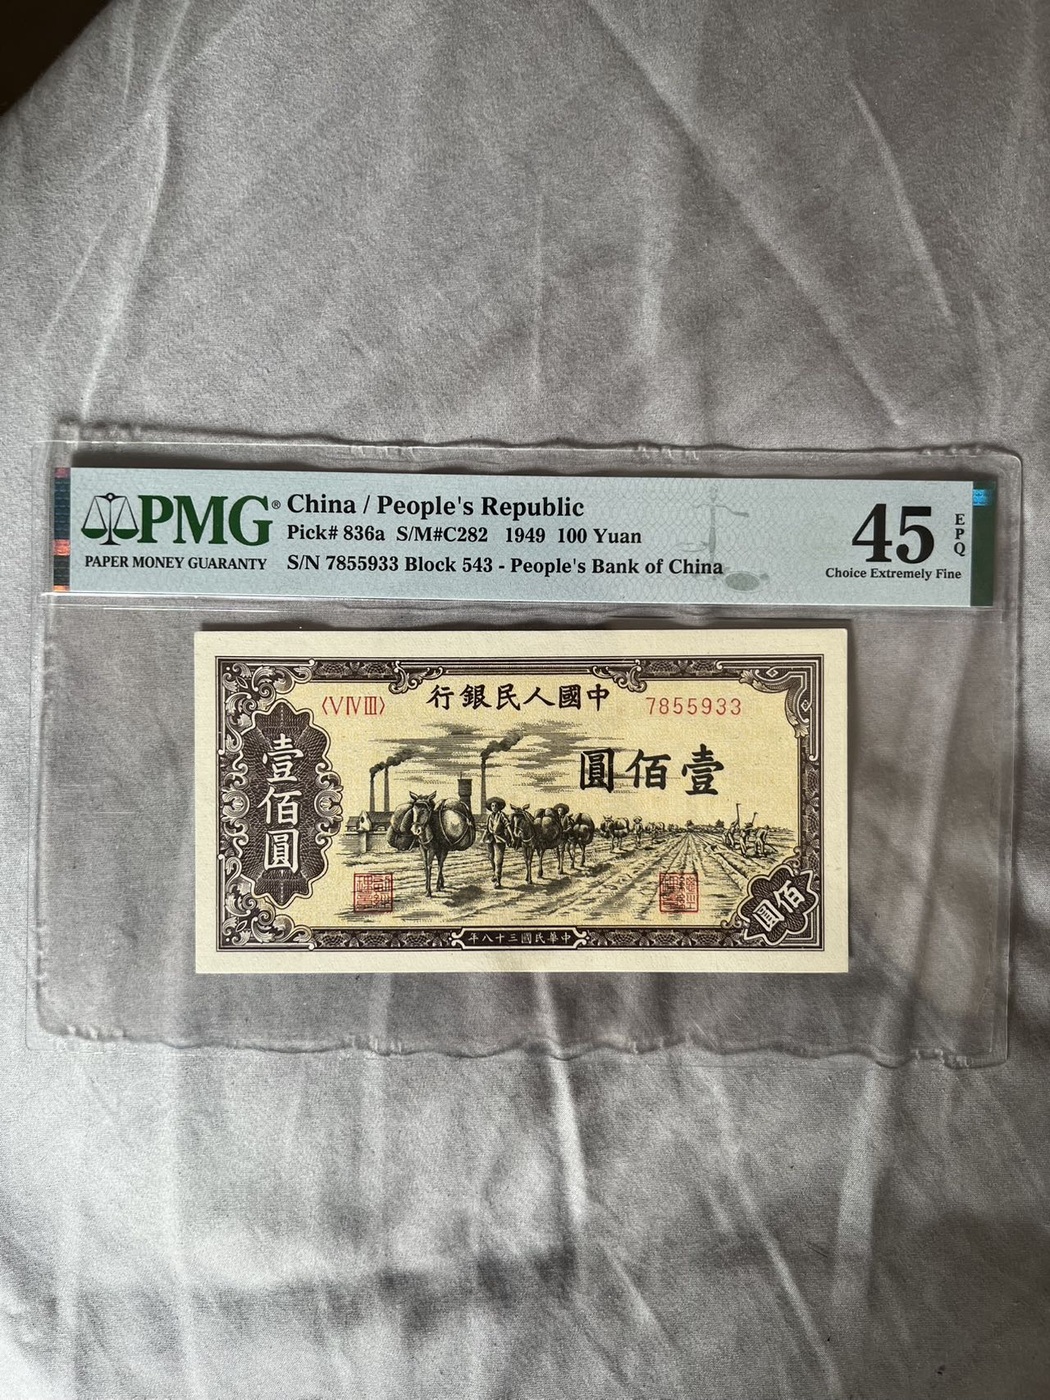 PMG®
PAPER MONEY GUARANTY
China / People's Republic
Pick# 836a S/M#C282 1949 100 Yuan
S/N 7855933 Block 543 - People's Bank of China
45
EPQ
Choice Extremely Fine
行銀民人國中
〈VIVIII〉
7855933
圓佰壹
壹佰圓
佰圓
年八十三國民華中